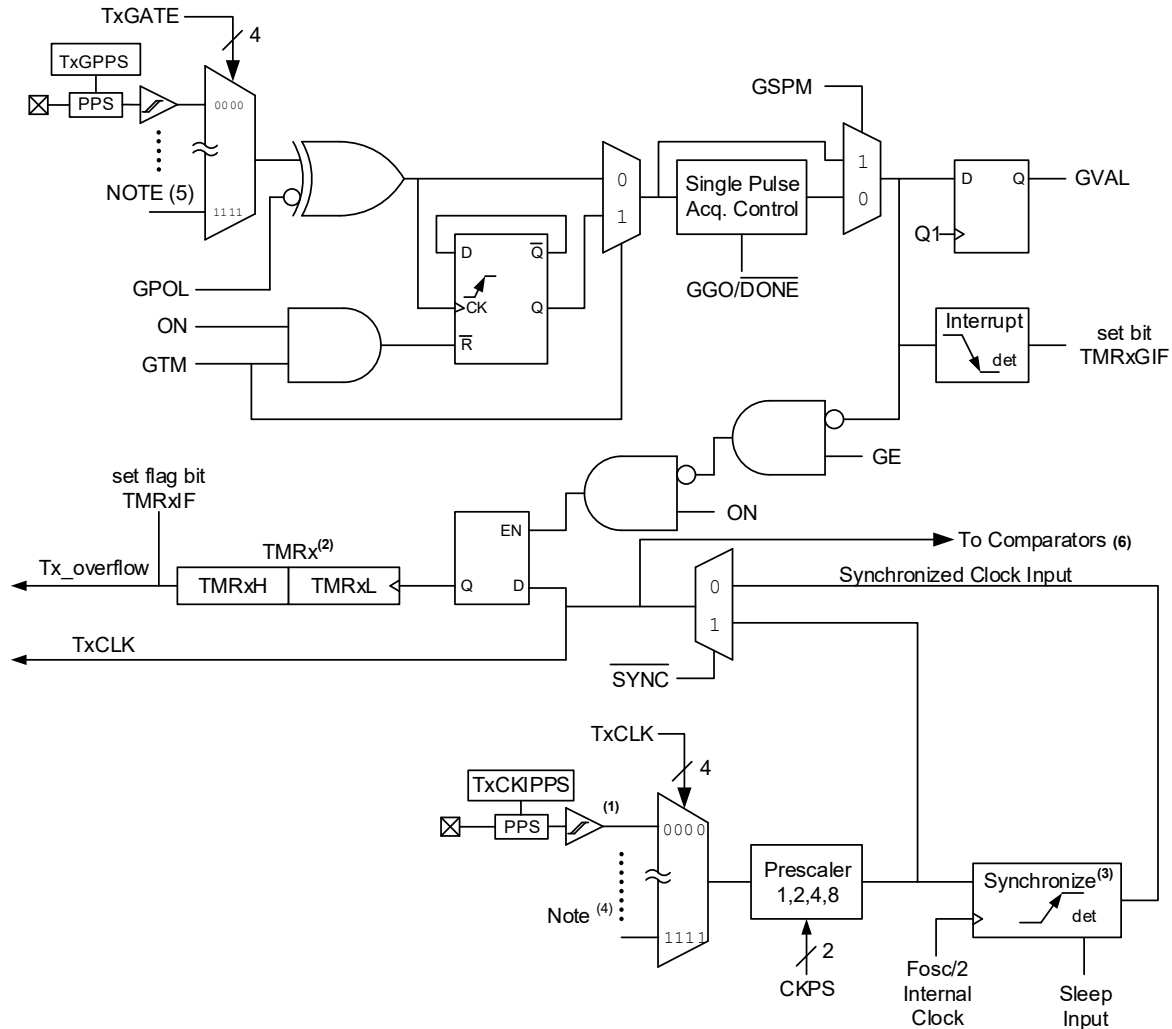 TxGATE
4
TxGPPS
PPS
0000
NOTE (5)
1111
GPOL
ON
GTM
D
Q
CK
Q
R
0
1
Single Pulse
Acq. Control
GGO/DONE
GSPM
1
0
D
Q
Q1
GVAL
Interrupt
det
set bit
TMRxGIF
GE
ON
set flag bit
TMRxIF
Tx_overflow
TMRx(2)
TMRxH
TMRxL
EN
Q
D
To Comparators (6)
Synchronized Clock Input
0
1
TxCLK
SYNC
TxCLK
4
TxCKIPPS
PPS
(1)
0000
Note (4)
1111
Prescaler
1,2,4,8
2
CKPS
Synchronize(3)
det
Fosc/2
Internal
Clock
Sleep
Input